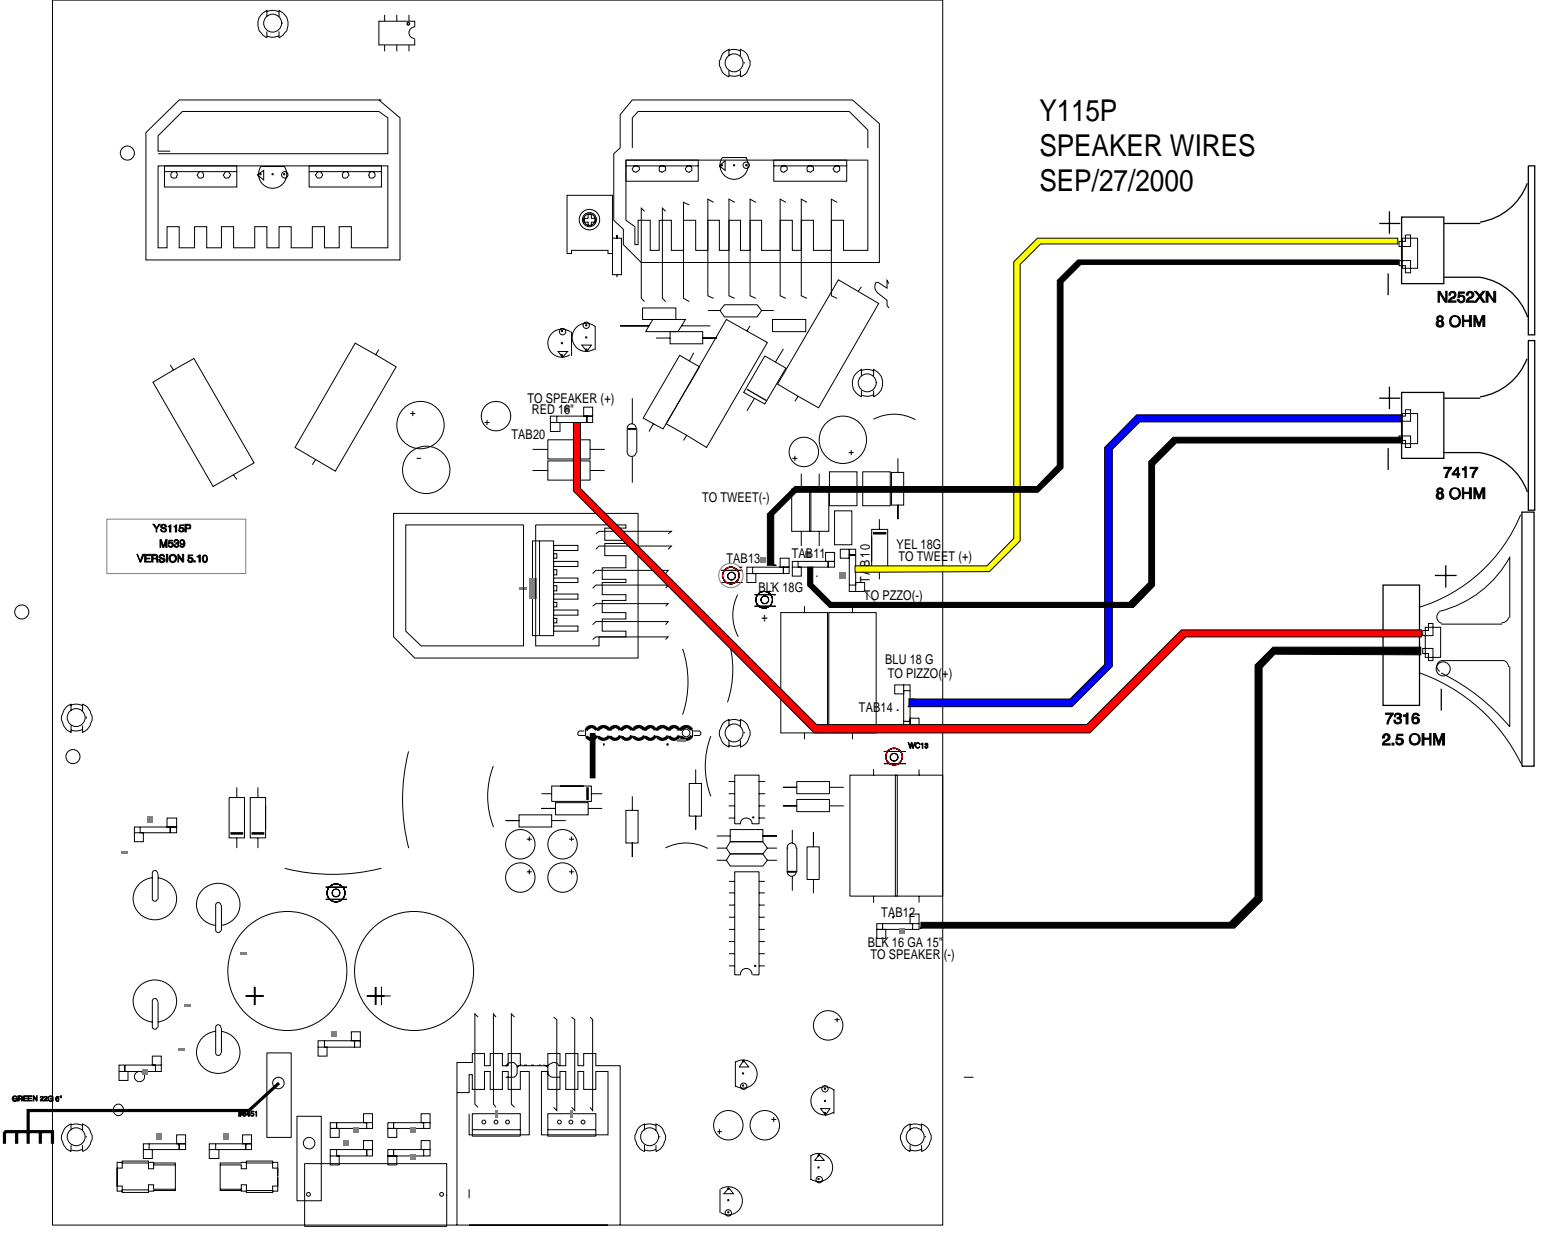 Y115P
SPEAKER WIRES
SEP/27/2000
N252XN
8 OHM
TO SPEAKER (+)
RED 16"
TAB20
7417
8 OHM
TO TWEET(-)
YS115P
M539
VERSION 5.10
YEL 18G
TO TWEET (+)
TAB13
TAB11
TAB10
BLK 18G
TO PZZO(-)
BLU 18 G
TO PIZZO(+)
TAB14
7316
2.5 OHM
WC13
TAB12
BLK 16 GA 15"
TO SPEAKER (-)
GREEN 22G 6"